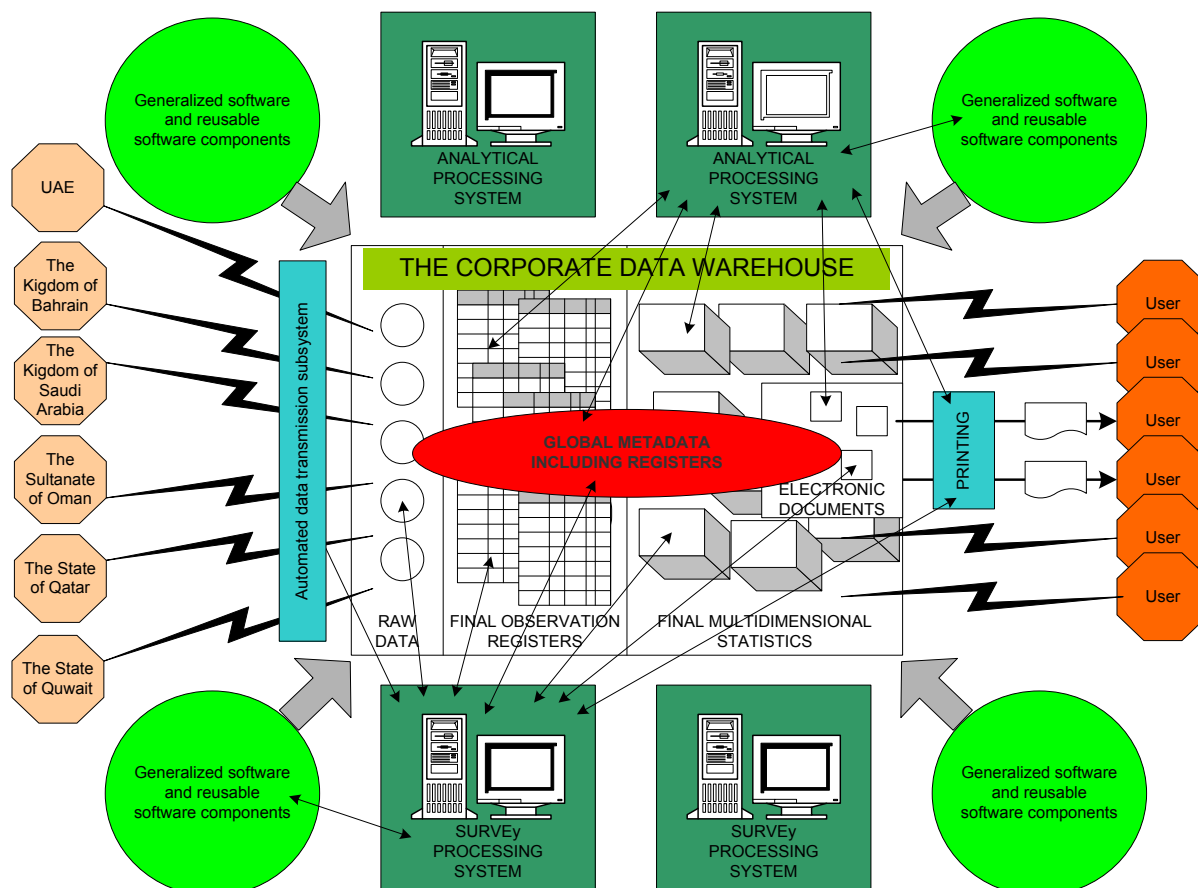 Generalized software
and reusable
software components
ANALYTICAL
PROCESSING
SYSTEM
ANALYTICAL
PROCESSING
SYSTEM
Generalized software
and reusable
software components
UAE
The
Kigdom of
Bahrain
The
Kigdom of
Saudi
Arabia
The
Sultanate
of Oman
The State
of Qatar
The State
of Quwait
Automated data transmission subsystem
THE CORPORATE DATA WAREHOUSE
GLOBAL METADATA
INCLUDING REGISTERS
ELECTRONIC
DOCUMENTS
RAW
DATA
FINAL OBSERVATION
REGISTERS
FINAL MULTIDIMENSIONAL
STATISTICS
PRINTING
User
User
User
User
User
User
Generalized software
and reusable
software components
SURVEy
PROCESSING
SYSTEM
SURVEy
PROCESSING
SYSTEM
Generalized software
and reusable
software components